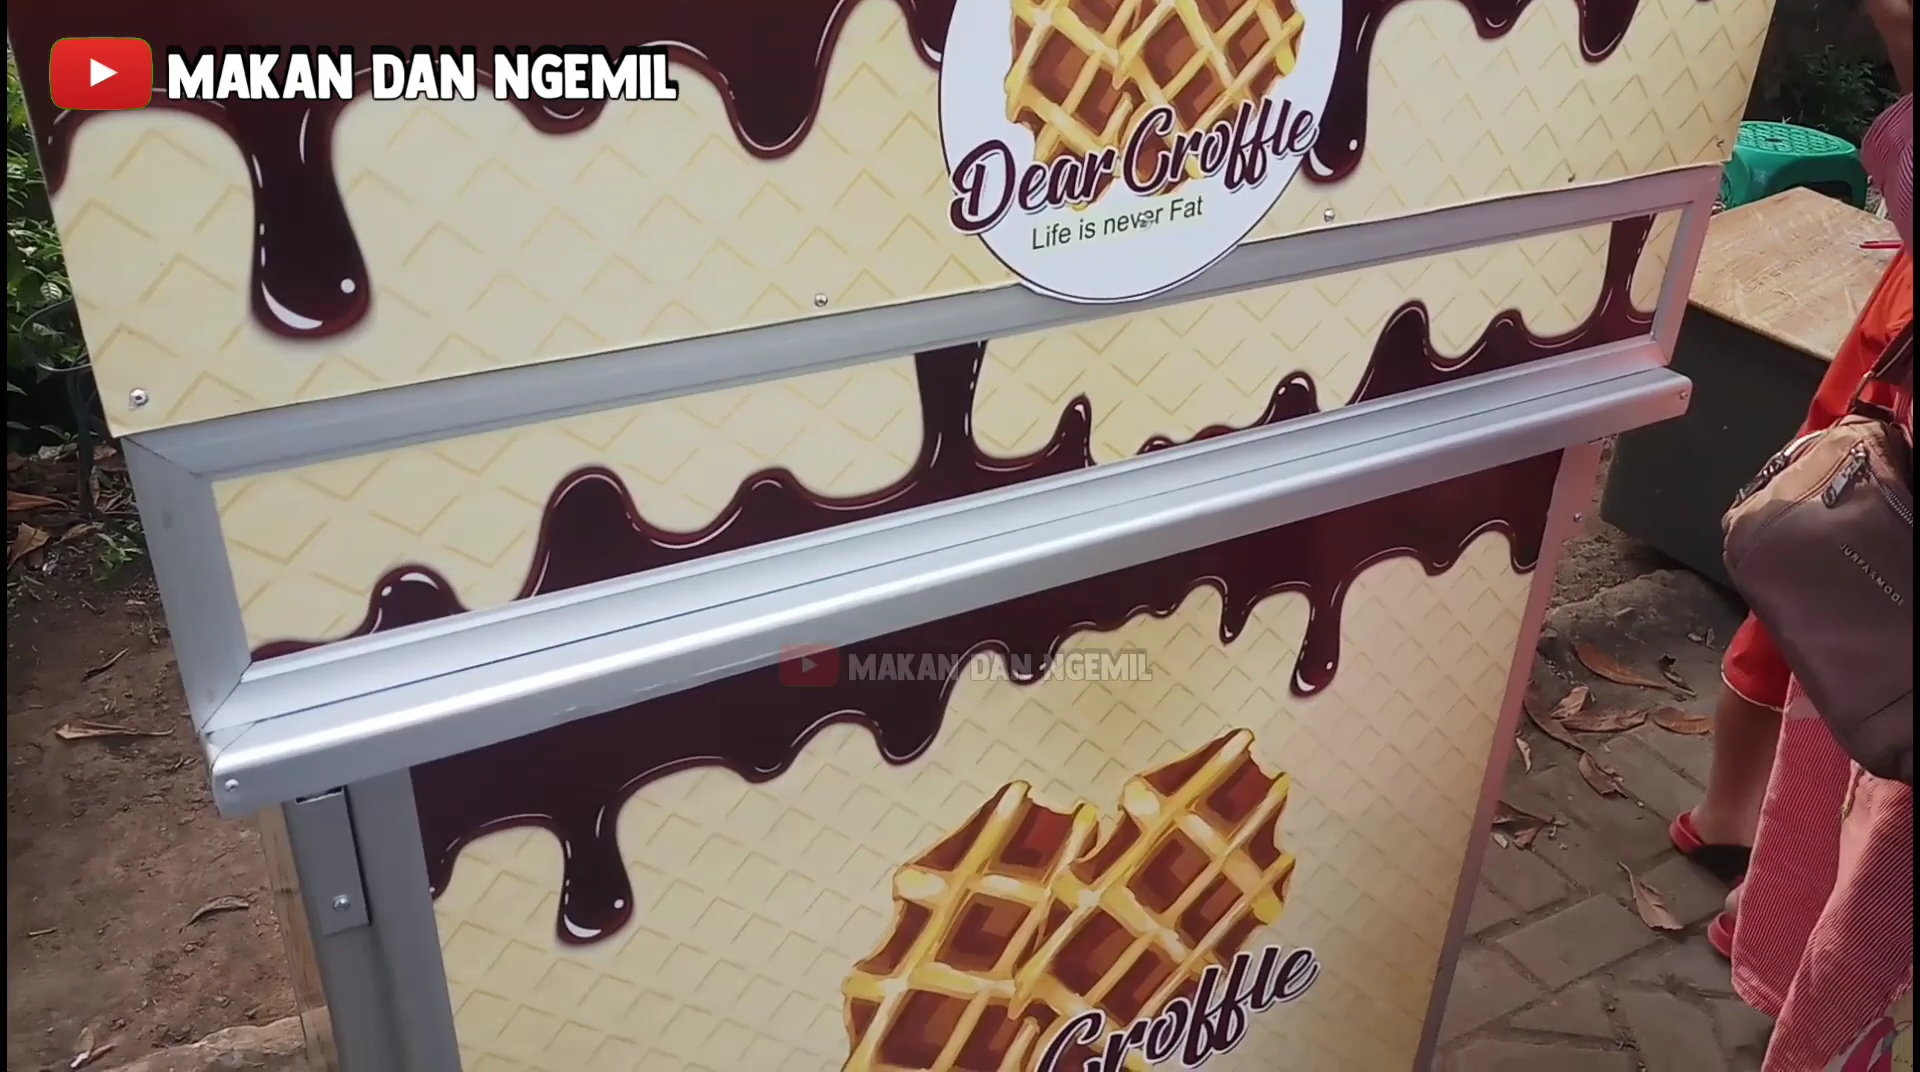 MAKAN DAN NGEMIL
Dear Croffle
Life is never Fat
MAKAN DAN NGEMIL
Croffle